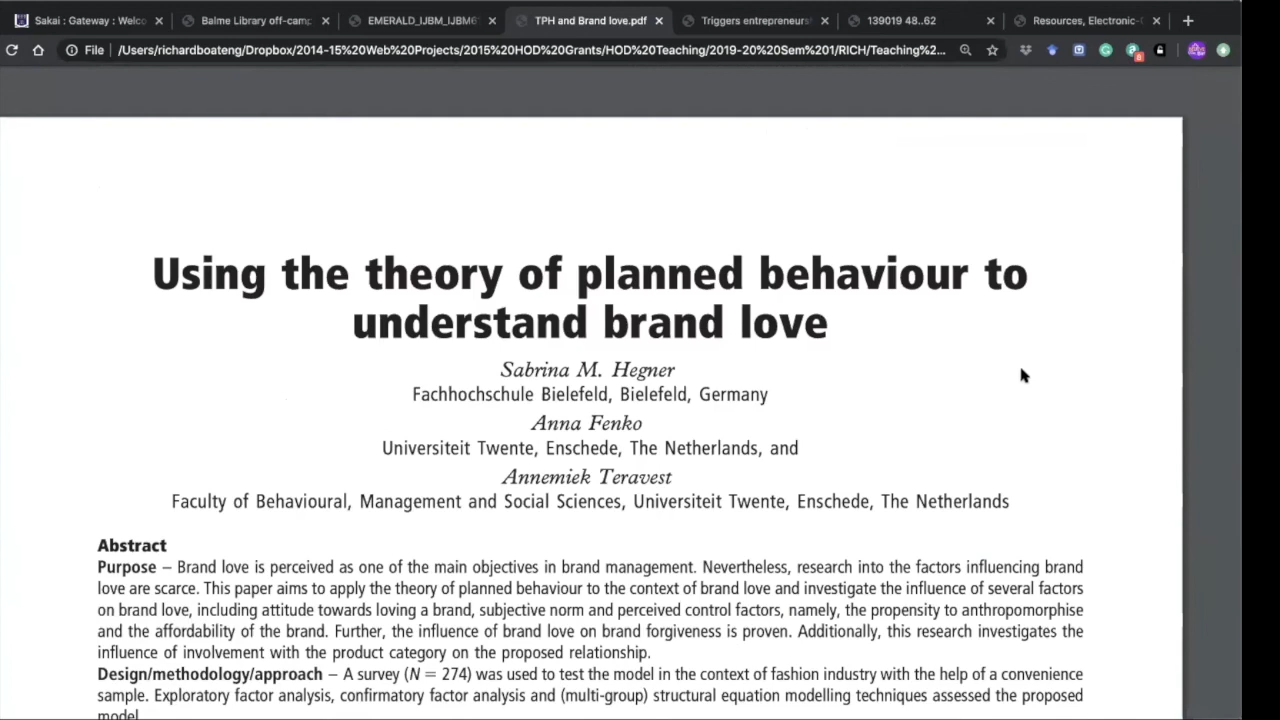 Sakai : Gateway : Welco
Balme Library off-camp
EMERALD_IJBM_IJBM6
TPH and Brand love.pdf
Triggers entrepreneurs
139019 48..62
Resources, Electronic-
File
/Users/richardboateng/Dropbox/2014-15%20Web%20Projects/2015%20HOD%20Grants/HOD%20Teaching/2019-20%20Sem%201/RICH/Teaching%2...
8
Using the theory of planned behaviour to
understand brand love
Sabrina M. Hegner
Fachhochschule Bielefeld, Bielefeld, Germany
Anna Fenko
Universiteit Twente, Enschede, The Netherlands, and
Annemiek Teravest
Faculty of Behavioural, Management and Social Sciences, Universiteit Twente, Enschede, The Netherlands
Abstract
Purpose – Brand love is perceived as one of the main objectives in brand management. Nevertheless, research into the factors influencing brand
love are scarce. This paper aims to apply the theory of planned behaviour to the context of brand love and investigate the influence of several factors
on brand love, including attitude towards loving a brand, subjective norm and perceived control factors, namely, the propensity to anthropomorphise
and the affordability of the brand. Further, the influence of brand love on brand forgiveness is proven. Additionally, this research investigates the
influence of involvement with the product category on the proposed relationship.
Design/methodology/approach – A survey (N = 274) was used to test the model in the context of fashion industry with the help of a convenience
sample. Exploratory factor analysis, confirmatory factor analysis and (multi-group) structural equation modelling techniques assessed the proposed
model.